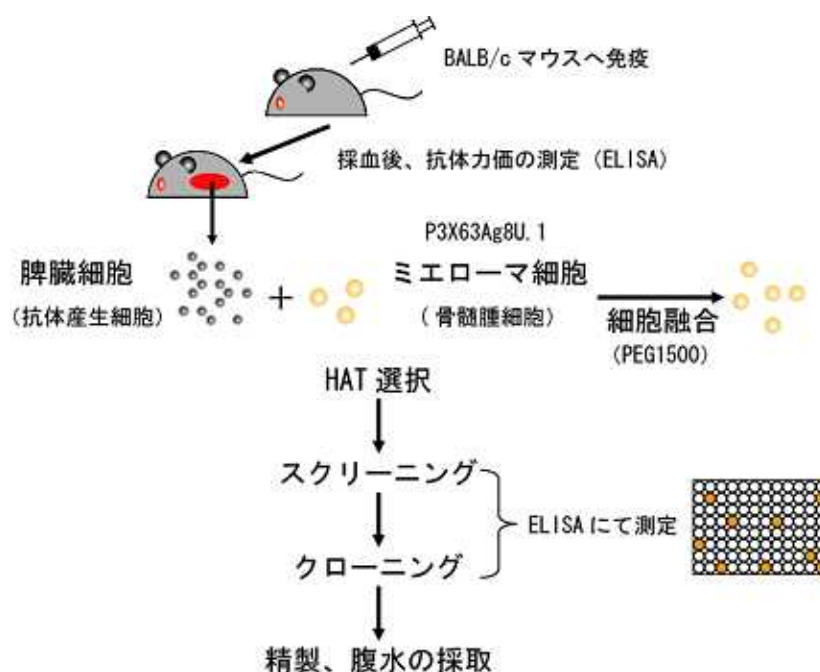 BALB/c マウスへ免疫
採血後、抗体力価の測定 (ELISA)
P3X63Ag8U.1
脾臓細胞
(抗体産生細胞)
+
ミエローマ細胞
(骨髄腫細胞)
細胞融合
(PEG1500)
HAT 選択
スクリーニング
ELISA にて測定
クローニング
精製、腹水の採取